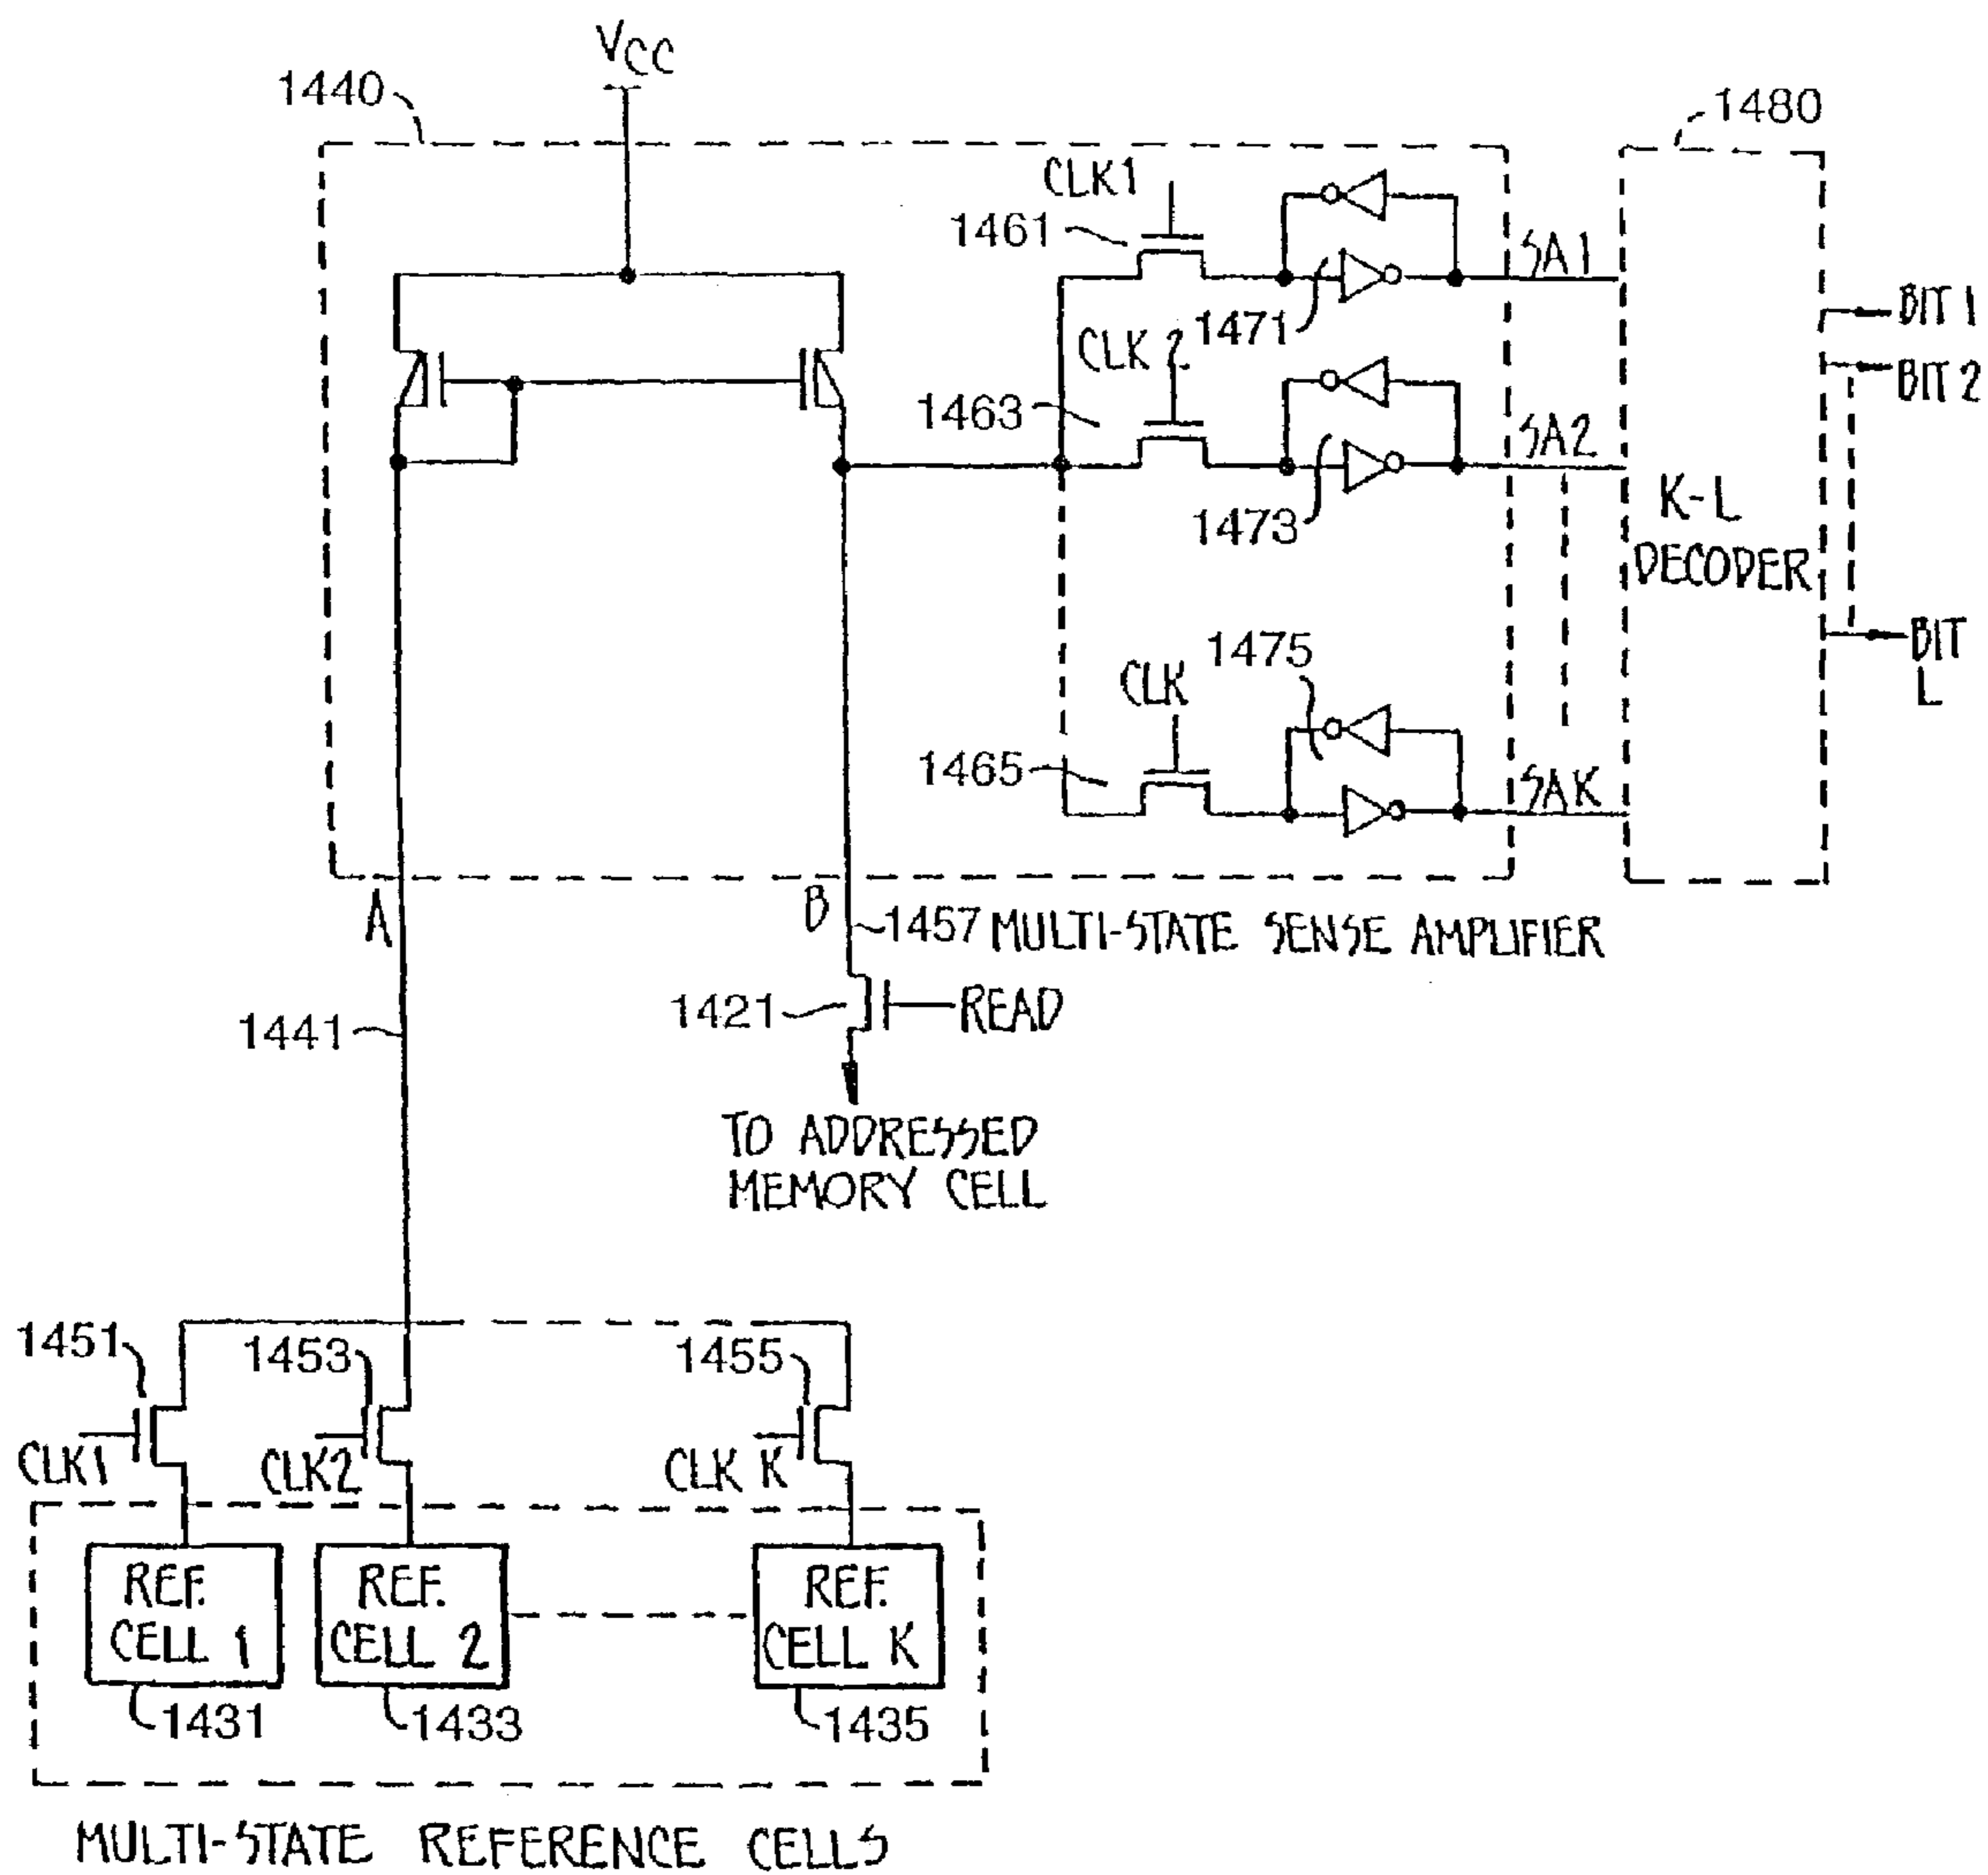 VCC
1440
1480
CLK1
1461
SA1
1471
BIT 1
CLK 2
BIT 2
1463
SA2
1473
K-L
DECODER
1475
BIT
L
CLK
1465
SAK
A
B
1457
MULTI-STATE SENSE AMPLIFIER
1421
READ
1441
TO ADDRESSED
MEMORY CELL
1451
1453
1455
CLK1
CLK2
CLK K
REF.
CELL 1
REF.
CELL 2
REF.
CELL K
1431
1433
1435
MULTI-STATE REFERENCE CELLS